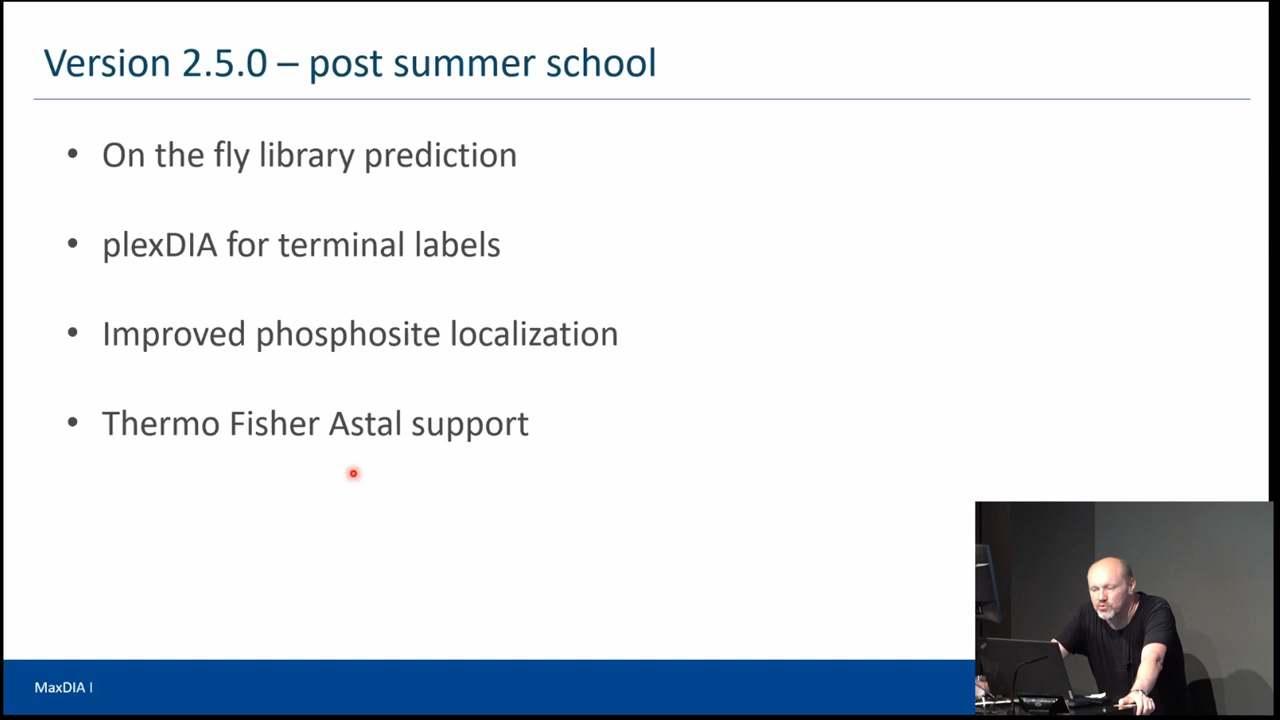 Version 2.5.0 – post summer school
• On the fly library prediction
• plexDIA for terminal labels
• Improved phosphosite localization
• Thermo Fisher Astal support
MaxDIA I